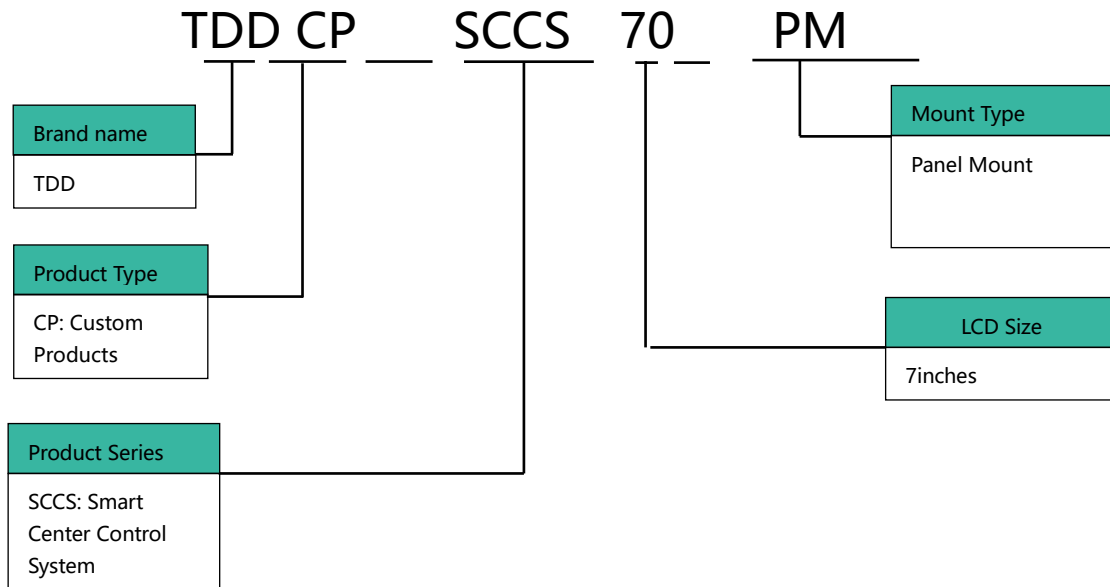 TDD CP SCCS 70 PM
Brand name
TDD
Product Type
CP: Custom
Products
Product Series
SCCS: Smart
Center Control
System
Mount Type
Panel Mount
LCD Size
7inches